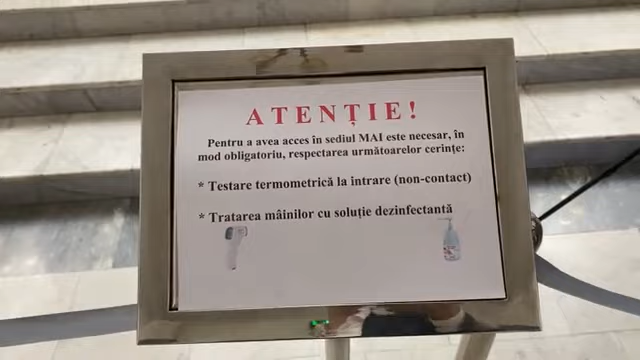 ATENȚIE!
Pentru a avea acces în sediul MAI este necesar, în
mod obligatoriu, respectarea următoarelor cerințe:
* Testare termometrică la intrare (non-contact)
* Tratarea mâinilor cu soluție dezinfectantă